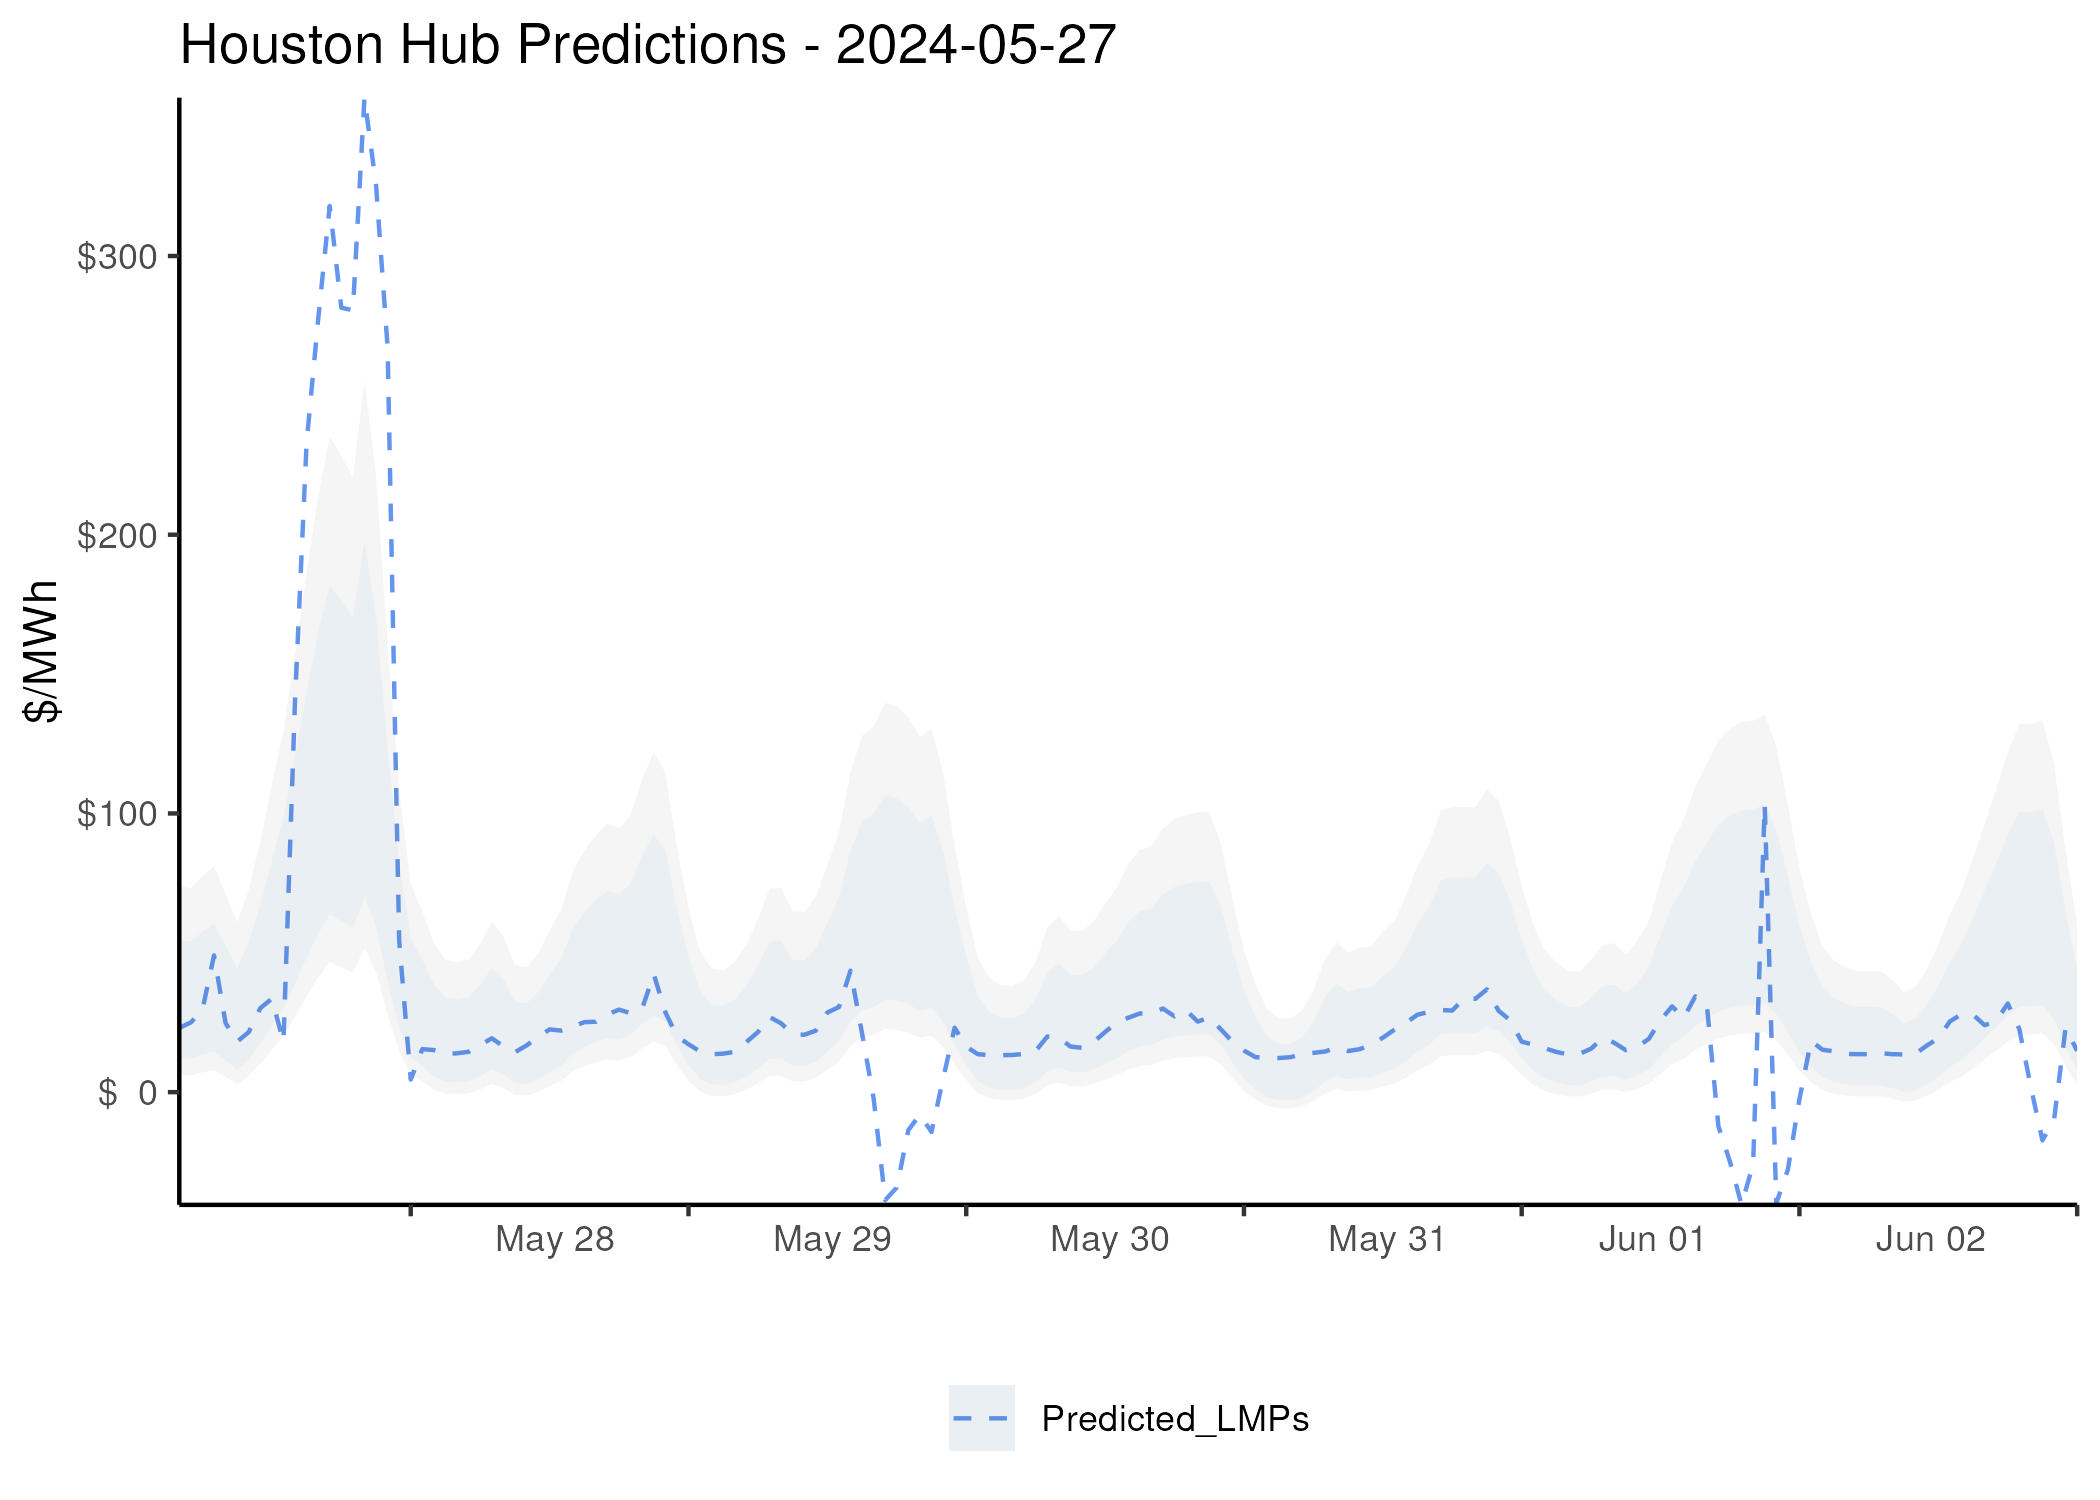 Houston Hub Predictions - 2024-05-27
$/MWh
$300
$200
$100
$  0
May 28
May 29
May 30
May 31
Jun 01
Jun 02
Predicted_LMPs